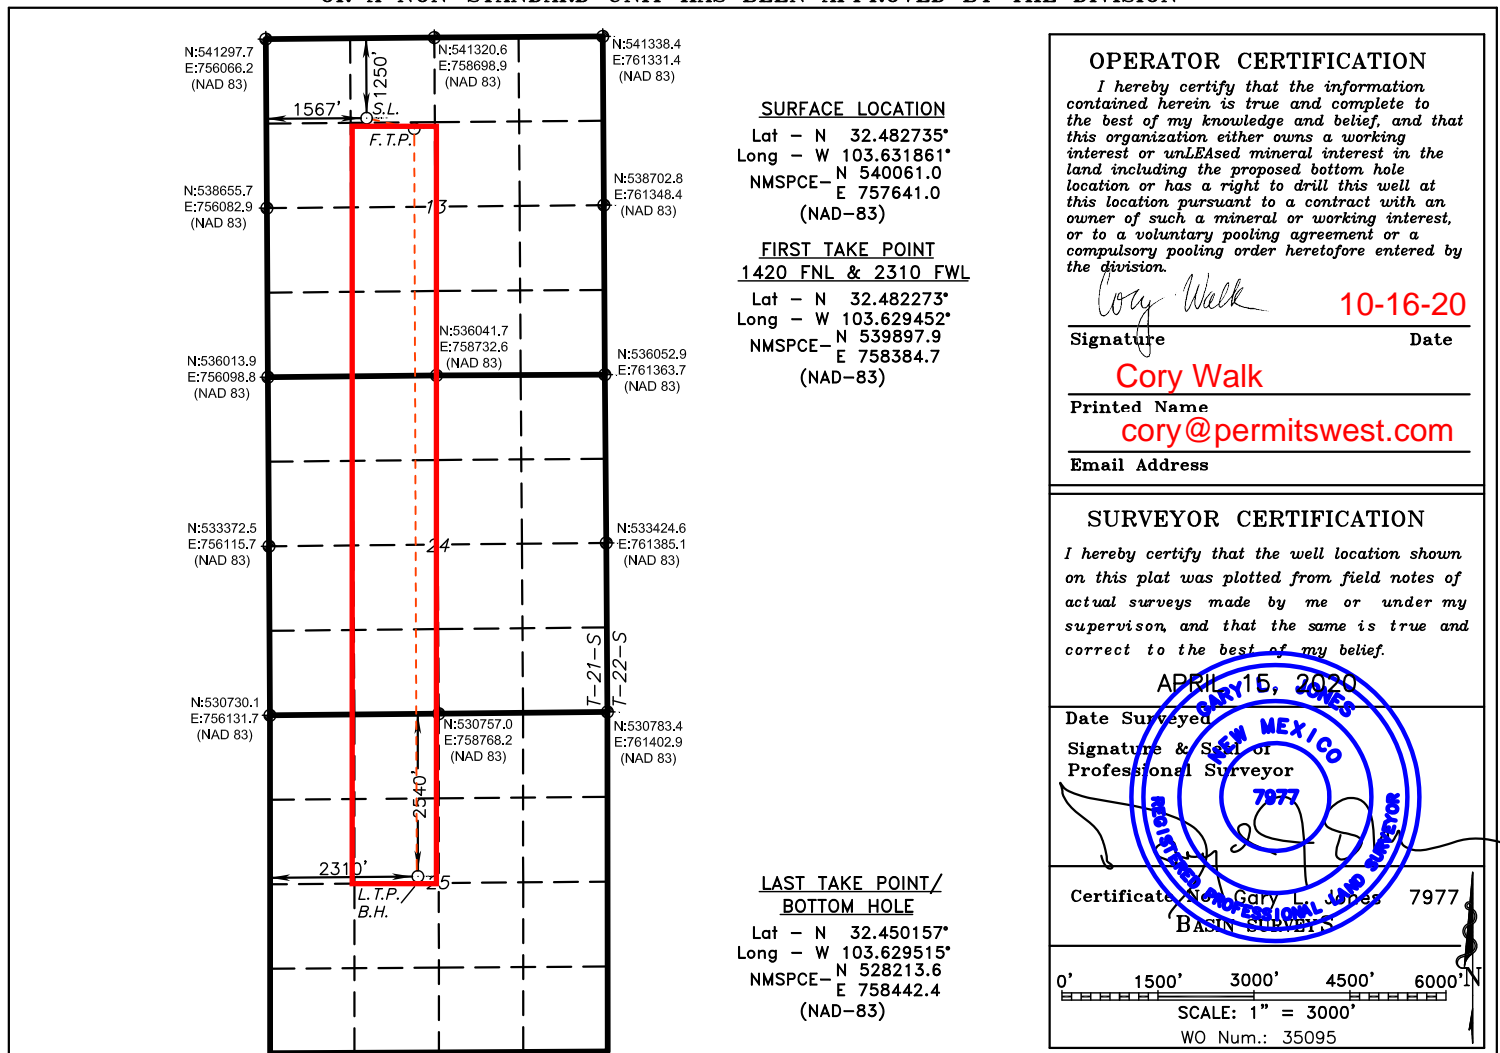 OR A NON-STANDARD UNIT HAS BEEN APPROVED BY THE DIVISION
N:541297.7
E:756066.2
(NAD 83)
N:541320.6
E:758698.9
(NAD 83)
N:541338.4
E:761331.4
(NAD 83)
1250'
1567'
S.L.
F.T.P.
N:538655.7
E:756082.9
(NAD 83)
13
N:538702.8
E:761348.4
(NAD 83)
N:536013.9
E:756098.8
(NAD 83)
N:536041.7
E:758732.6
(NAD 83)
N:536052.9
E:761363.7
(NAD 83)
N:533372.5
E:756115.7
(NAD 83)
24
N:533424.6
E:761385.1
(NAD 83)
T-21-S
T-22-S
N:530730.1
E:756131.7
(NAD 83)
N:530757.0
E:758768.2
(NAD 83)
N:530783.4
E:761402.9
(NAD 83)
2540'
2310'
25
L.T.P./
B.H.
SURFACE LOCATION
Lat - N 32.482735°
Long - W 103.631861°
NMSPCE- N 540061.0
E 757641.0
(NAD-83)
FIRST TAKE POINT
1420 FNL & 2310 FWL
Lat - N 32.482273°
Long - W 103.629452°
NMSPCE- N 539897.9
E 758384.7
(NAD-83)
LAST TAKE POINT/
BOTTOM HOLE
Lat - N 32.450157°
Long - W 103.629515°
NMSPCE- N 528213.6
E 758442.4
(NAD-83)
OPERATOR CERTIFICATION
I hereby certify that the information
contained herein is true and complete to
the best of my knowledge and belief, and that
this organization either owns a working
interest or unLEAsed mineral interest in the
land including the proposed bottom hole
location or has a right to drill this well at
this location pursuant to a contract with an
owner of such a mineral or working interest,
or to a voluntary pooling agreement or a
compulsory pooling order heretofore entered by
the division.
Cory Walk 10-16-20
Signature Date
Cory Walk
Printed Name
cory@permitswest.com
Email Address
SURVEYOR CERTIFICATION
I hereby certify that the well location shown
on this plat was plotted from field notes of
actual surveys made by me or under my
supervison, and that the same is true and
correct to the best of my belief.
APRIL 15, 2020
Date Surveyed
Signature & Seal of
Professional Surveyor
GARY L. JONES
NEW MEXICO
7977
REGISTERED PROFESSIONAL LAND SURVEYOR
Certificate No. Gary L. Jones 7977
BASIN SURVEYS
0' 1500' 3000' 4500' 6000'
N
SCALE: 1" = 3000'
WO Num.: 35095